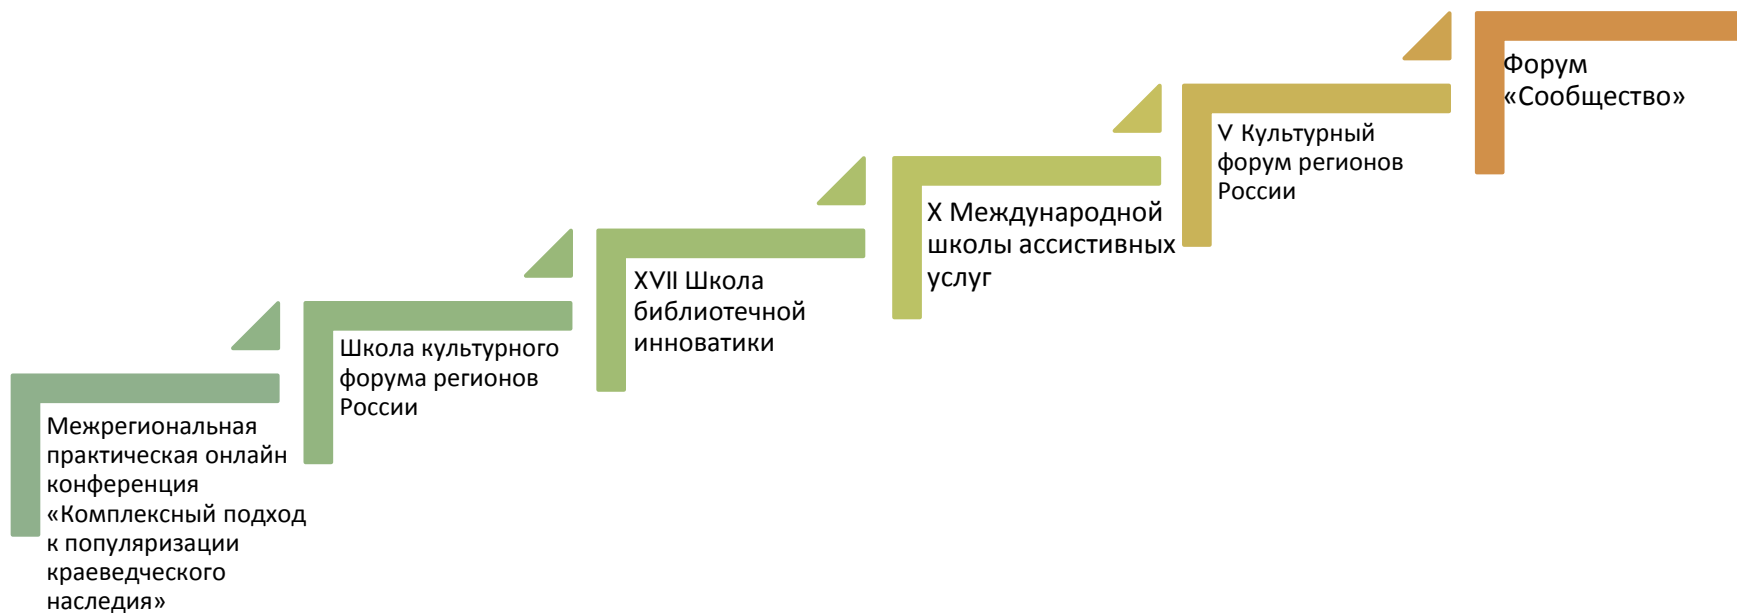 Межрегиональная
практическая онлайн
конференция
«Комплексный подход
к популяризации
краеведческого
наследия»
Школа культурного
форума регионов
России
XVII Школа
библиотечной
инноватики
X Международной
школы ассистивных
услуг
V Культурный
форум регионов
России
Форум
«Сообщество»